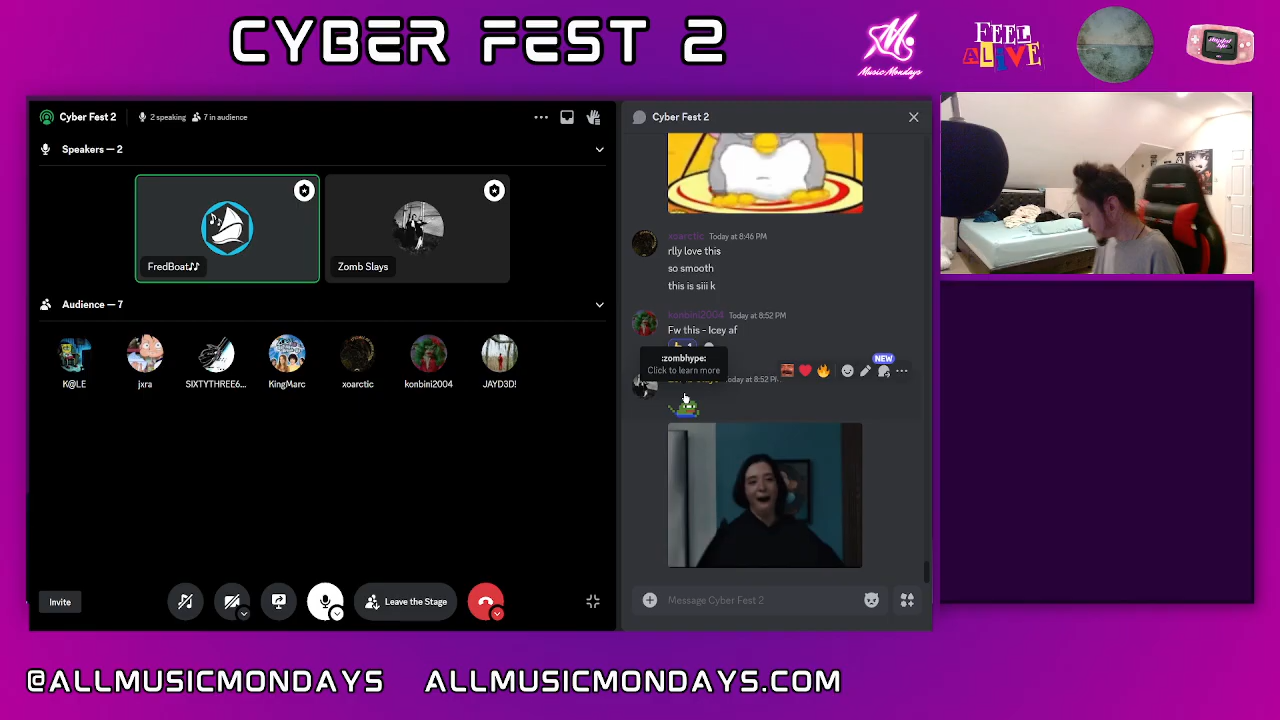 CYBER FEST 2
Music Mondays
FEEL
ALIVE
Cyber Fest 2
2 speaking
7 in audience
Speakers — 2
FredBoat♪♪
Zomb Slays
Audience — 7
K@LE
jxra
SIXTYTHREE6...
KingMarc
xoarctic
konbini2004
JAYD3D!
Invite
Leave the Stage
Cyber Fest 2
xoarctic Today at 8:46 PM
rlly love this
so smooth
this is siii k
konbini2004 Today at 8:52 PM
Fw this - Icey af
:zombhype:
Click to learn more
NEW
Today at 8:52 PM
Message Cyber Fest 2
@ALLMUSICMONDAYS
ALLMUSICMONDAYS.COM